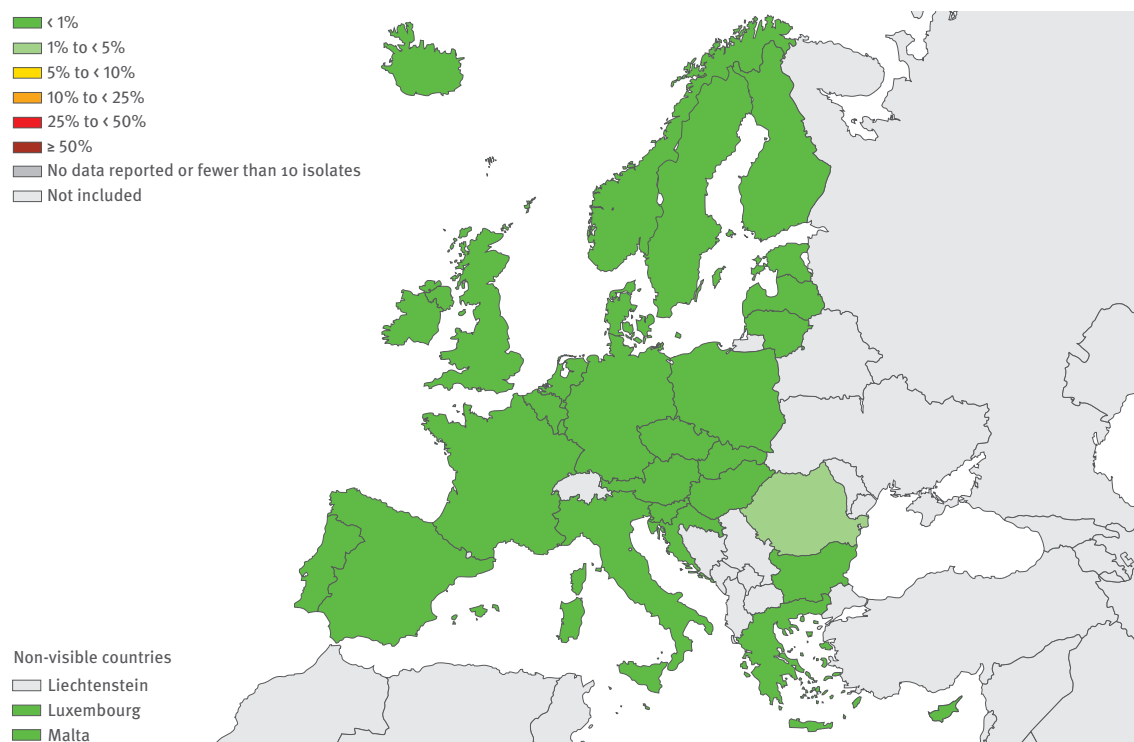 < 1%
1% to < 5%
5% to < 10%
10% to < 25%
25% to < 50%
≥ 50%
No data reported or fewer than 10 isolates
Not included
Non-visible countries
Liechtenstein
Luxembourg
Malta